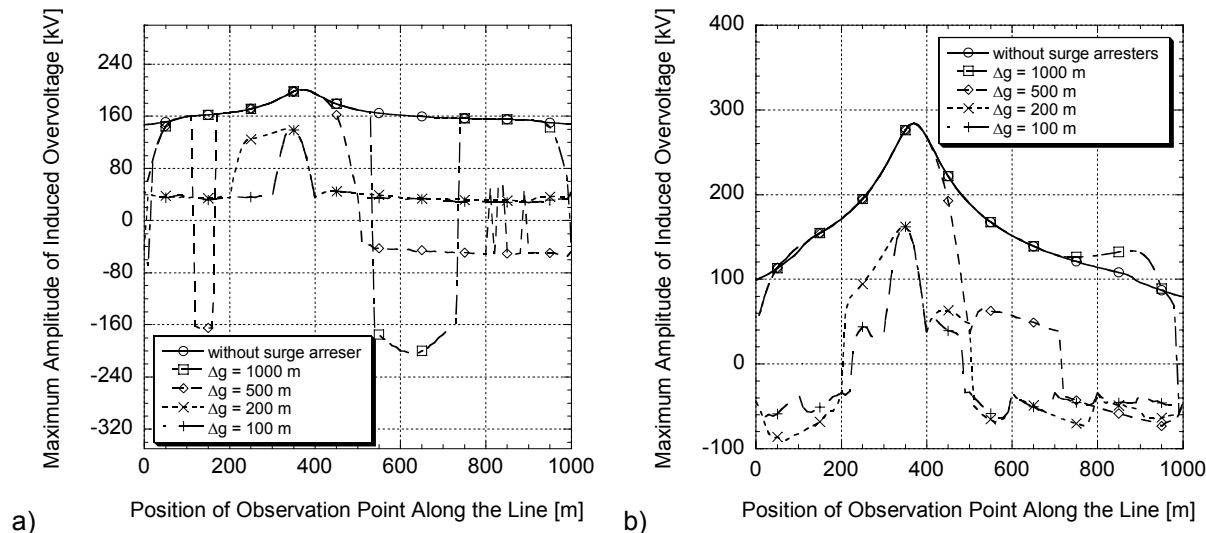 Maximum Amplitude of Induced Overvoltage [kV]
240
160
80
0
-80
-160
-240
-320
without surge arreser
Δg = 1000 m
Δg = 500 m
Δg = 200 m
Δg = 100 m
0 200 400 600 800 1000
Position of Observation Point Along the Line [m]
a)
Maximum Amplitude of Induced Overvoltage [kV]
400
300
200
100
0
-100
without surge arresters
Δg = 1000 m
Δg = 500 m
Δg = 200 m
Δg = 100 m
0 200 400 600 800 1000
Position of Observation Point Along the Line [m]
b)